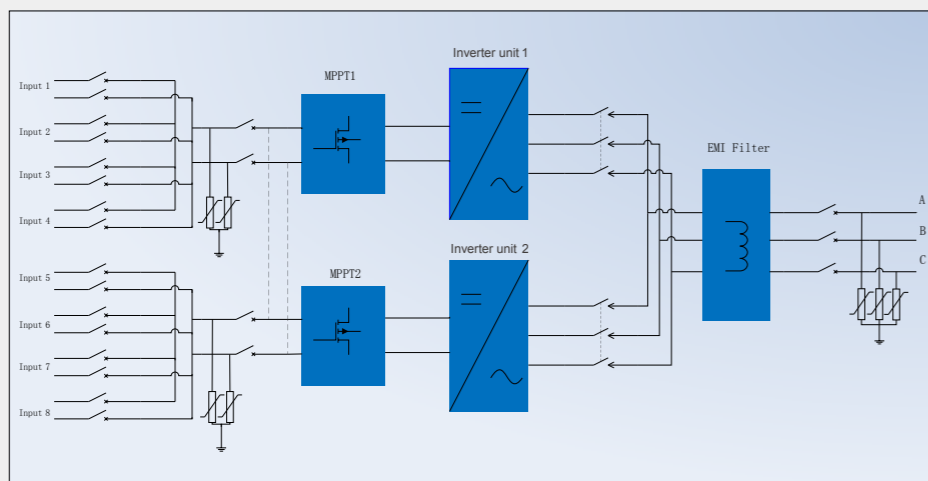 Inverter unit 1
MPPT1
Input 1
Input 2
EMI Filter
Input 3
A
Input 4
B
Inverter unit 2
C
Input 5
MPPT2
Input 6
Input 7
Input 8